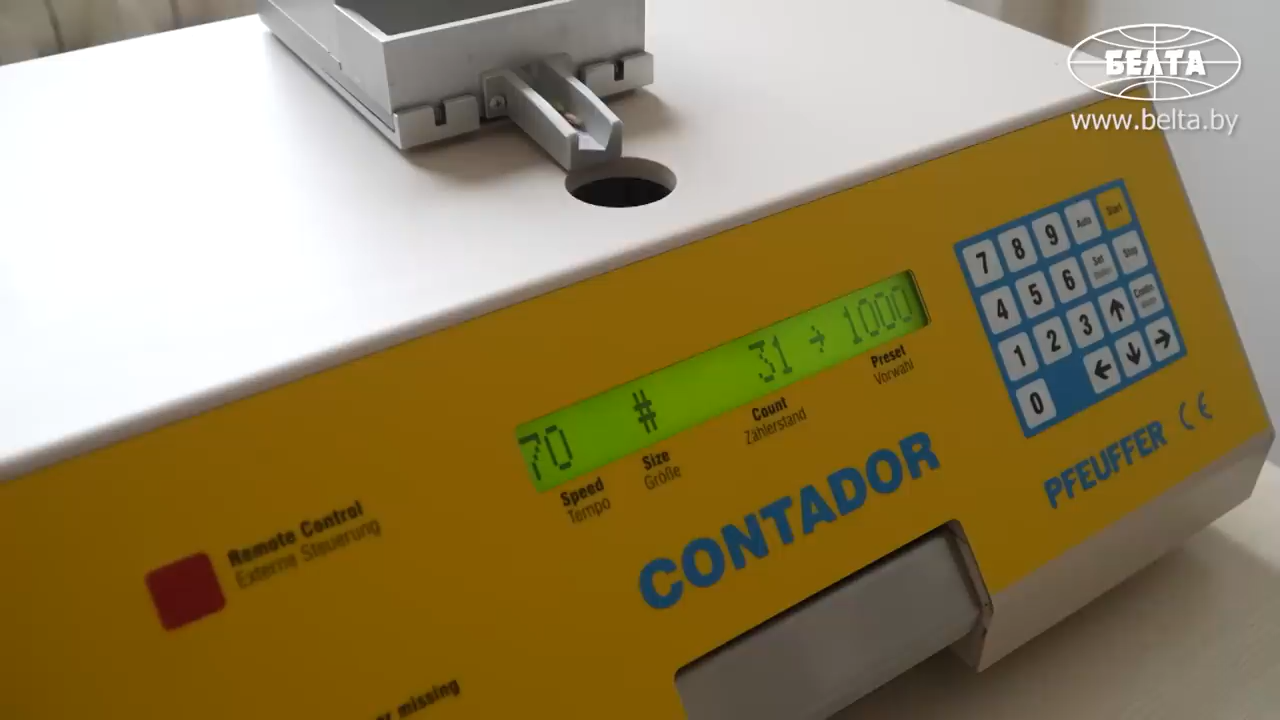 БЕЛТА
www.belta.by
70 # 31 → 1000
Speed
Tempo
Size
Größe
Count
Zählerstand
Preset
Vorwahl
7 8 9 Auto Start
4 5 6 Set Stop
1 2 3 ↑
0 ← ↓ →
CONTADOR
PFEUFFER CE
Remote Control
Externe Steuerung
missing